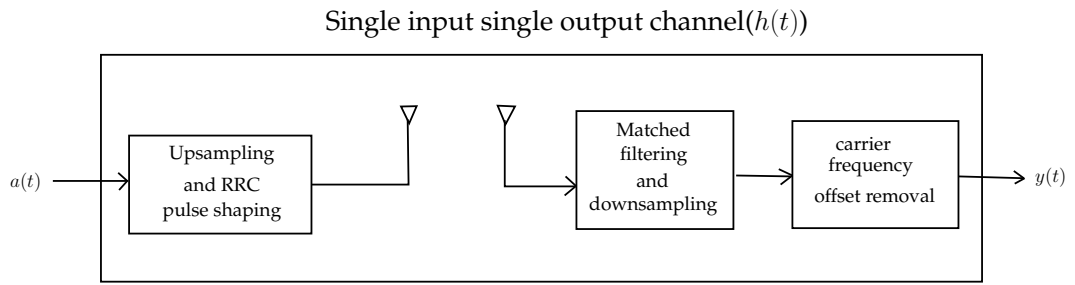 Single input single output channel(h(t))
a(t)
Upsampling
and RRC
pulse shaping
Matched
filtering
and
downsampling
carrier
frequency
offset removal
y(t)